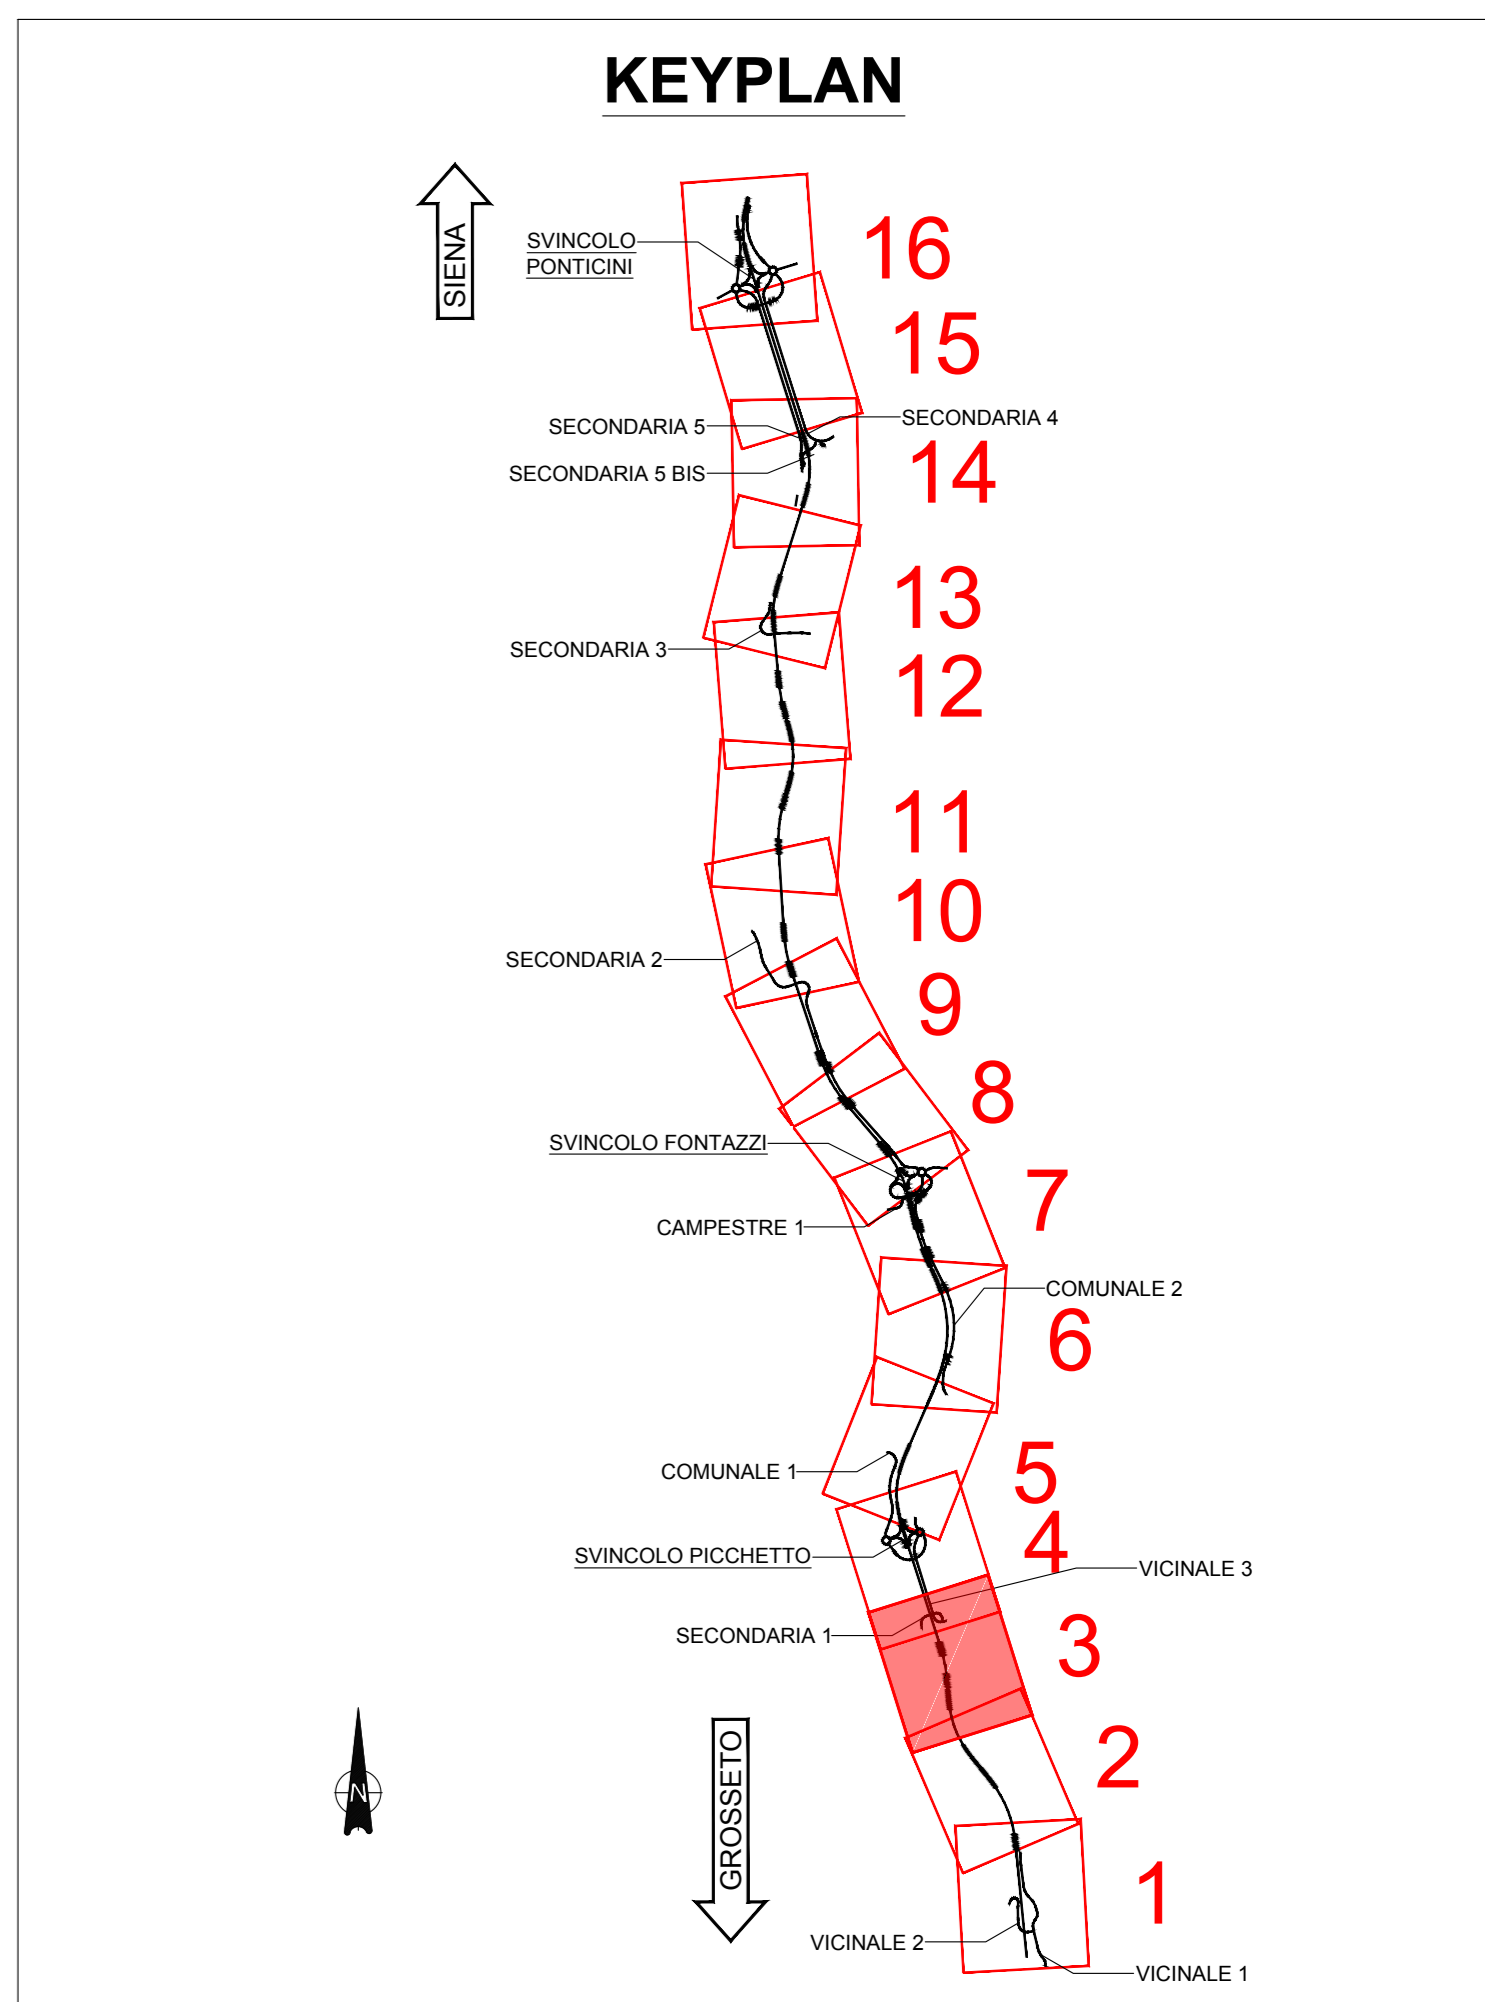 KEYPLAN
SIENA
SVINCOLO
PONTICINI
16
15
SECONDARIA 4
SECONDARIA 5
14
SECONDARIA 5 BIS
13
SECONDARIA 3
12
11
10
SECONDARIA 2
9
8
SVINCOLO FONTAZZI
7
CAMPESTRE 1
COMUNALE 2
6
COMUNALE 1
5
4
SVINCOLO PICCHETTO
VICINALE 3
SECONDARIA 1
3
2
N
GROSSETO
1
VICINALE 2
VICINALE 1